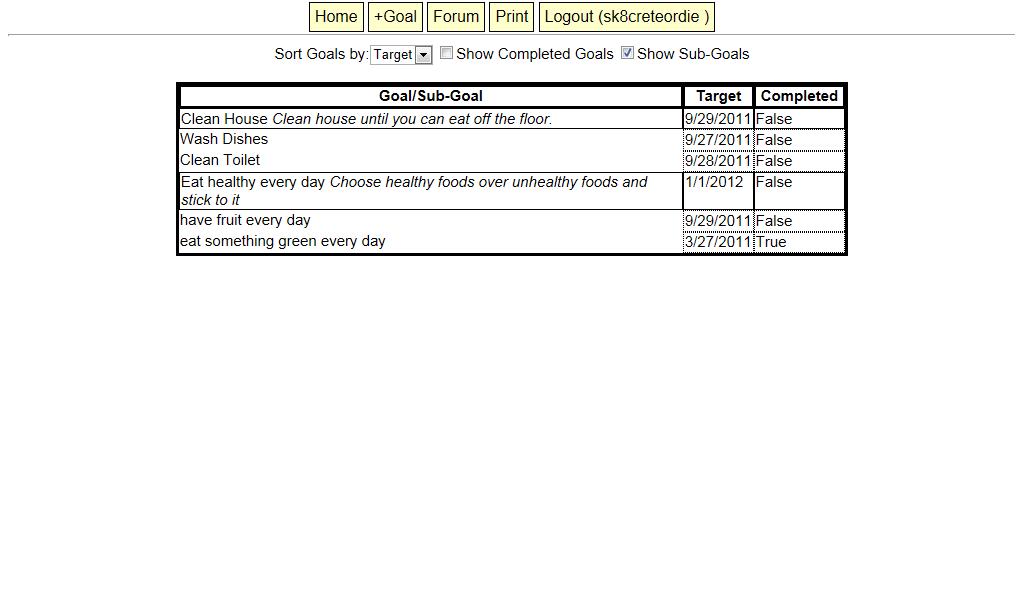 Home +Goal Forum Print Logout (sk8creteordie )
Sort Goals by: Target Show Completed Goals Show Sub-Goals
Goal/Sub-Goal Target Completed
Clean House Clean house until you can eat off the floor. 9/29/2011 False
Wash Dishes 9/27/2011 False
Clean Toilet 9/28/2011 False
Eat healthy every day Choose healthy foods over unhealthy foods and 1/1/2012 False
stick to it
have fruit every day 9/29/2011 False
eat something green every day 3/27/2011 True